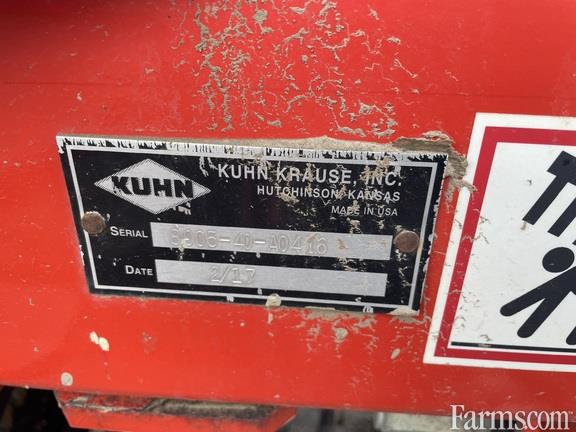 KUHN
KUHN KRAUSE, INC.
HUTCHINSON, KANSAS
MADE IN USA
SERIAL
DATE 2/17
Farms.com®